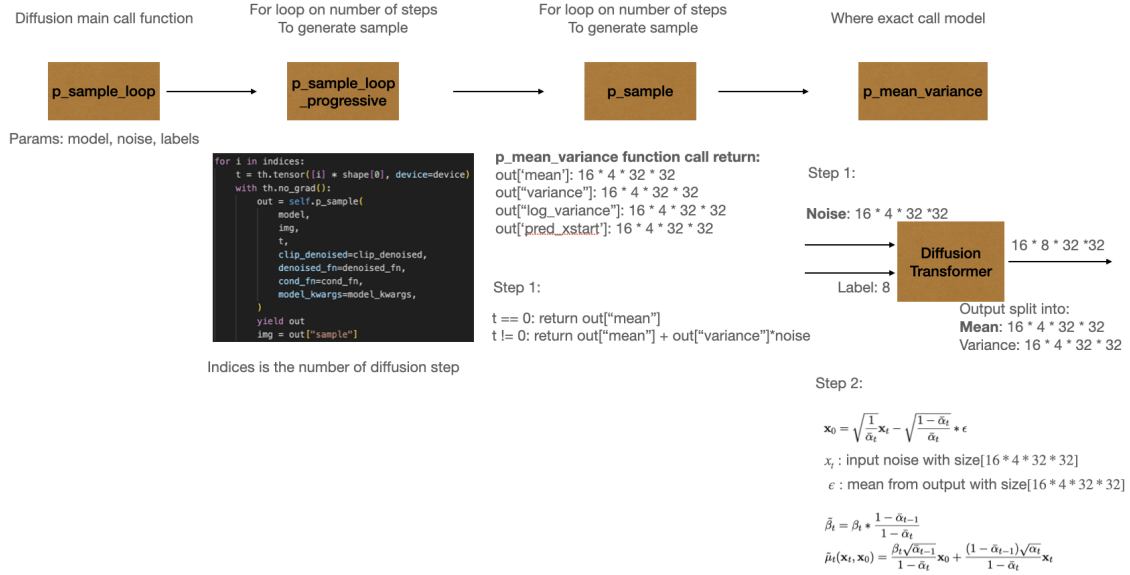 Diffusion main call function
For loop on number of steps
To generate sample
For loop on number of steps
To generate sample
Where exact call model
p_sample_loop
p_sample_loop
_progressive
p_sample
p_mean_variance
Params: model, noise, labels
for i in indices:
t = th.tensor([i] * shape[0], device=device)
with th.no_grad():
out = self.p_sample(
model,
img,
t,
clip_denoised=clip_denoised,
denoised_fn=denoised_fn,
cond_fn=cond_fn,
model_kwargs=model_kwargs,
)
yield out
img = out["sample"]
Indices is the number of diffusion step
p_mean_variance function call return:
out[‘mean’]: 16 * 4 * 32 * 32
out[“variance”]: 16 * 4 * 32 * 32
out[“log_variance”]: 16 * 4 * 32 * 32
out[‘pred_xstart’]: 16 * 4 * 32 * 32
Step 1:
t == 0: return out[“mean”]
t != 0: return out[“mean”] + out[“variance”]*noise
Step 1:
Noise: 16 * 4 * 32 *32
Diffusion
Transformer
16 * 8 * 32 *32
Label: 8
Output split into:
Mean: 16 * 4 * 32 * 32
Variance: 16 * 4 * 32 * 32
Step 2:
x₀ = √(1/ᾱₜ) xₜ − √((1 − ᾱₜ)/ᾱₜ) * ϵ
xₜ : input noise with size[16 * 4 * 32 * 32]
ϵ : mean from output with size[16 * 4 * 32 * 32]
β̃ₜ = βₜ * (1 − ᾱₜ₋₁)/(1 − ᾱₜ)
μ̃ₜ(xₜ, x₀) = (βₜ√ᾱₜ₋₁)/(1 − ᾱₜ) x₀ + ((1 − ᾱₜ₋₁)√αₜ)/(1 − ᾱₜ) xₜ